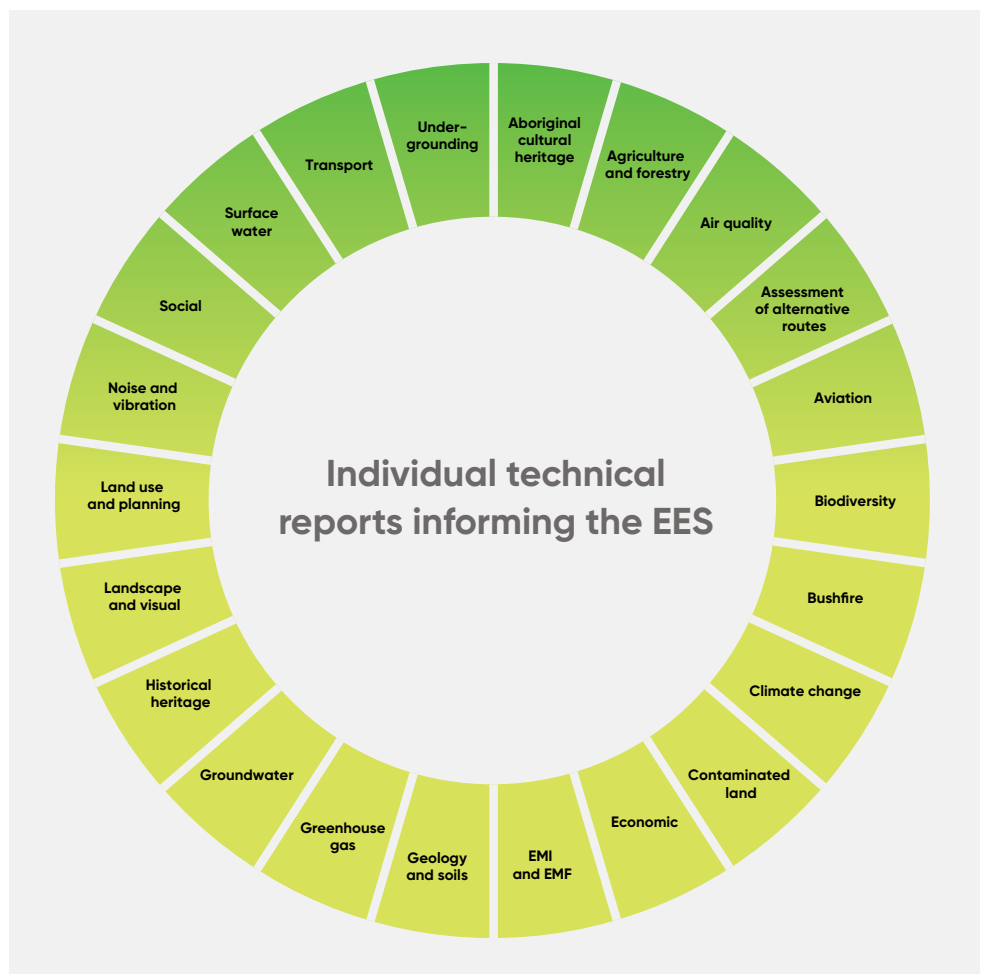 Individual technical
reports informing the EES
Aboriginal
cultural
heritage
Agriculture
and forestry
Air quality
Assessment
of alternative
routes
Aviation
Biodiversity
Bushfire
Climate change
Contaminated
land
Economic
EMI
and EMF
Geology
and soils
Greenhouse
gas
Groundwater
Historical
heritage
Landscape
and visual
Land use
and planning
Noise and
vibration
Social
Surface
water
Transport
Under-
grounding